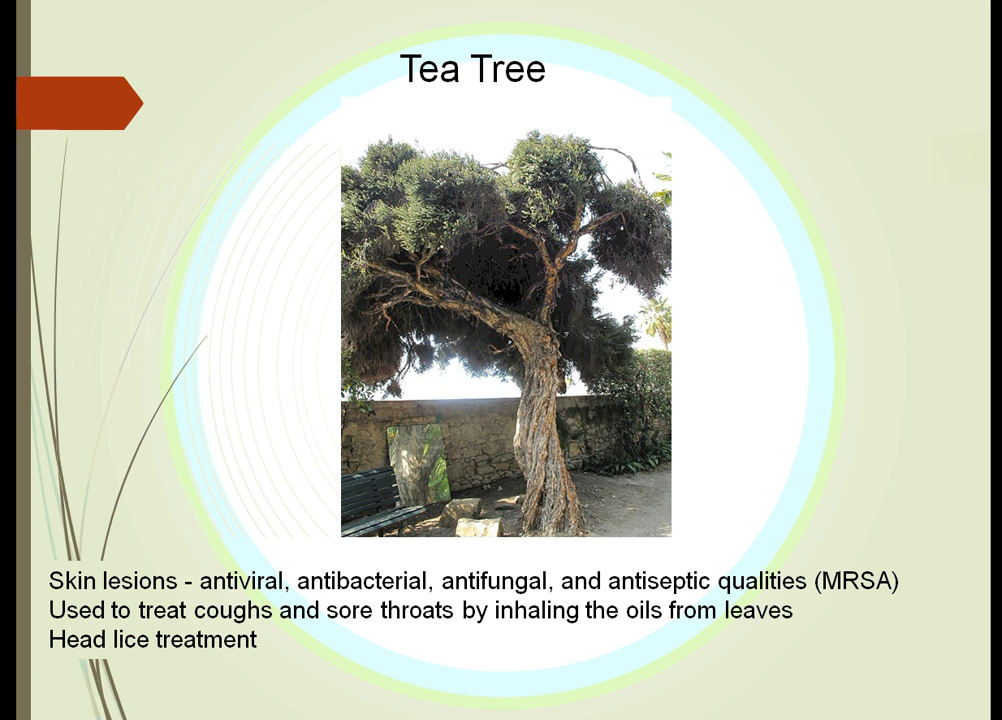 Tea Tree
Skin lesions - antiviral, antibacterial, antifungal, and antiseptic qualities (MRSA)
Used to treat coughs and sore throats by inhaling the oils from leaves
Head lice treatment